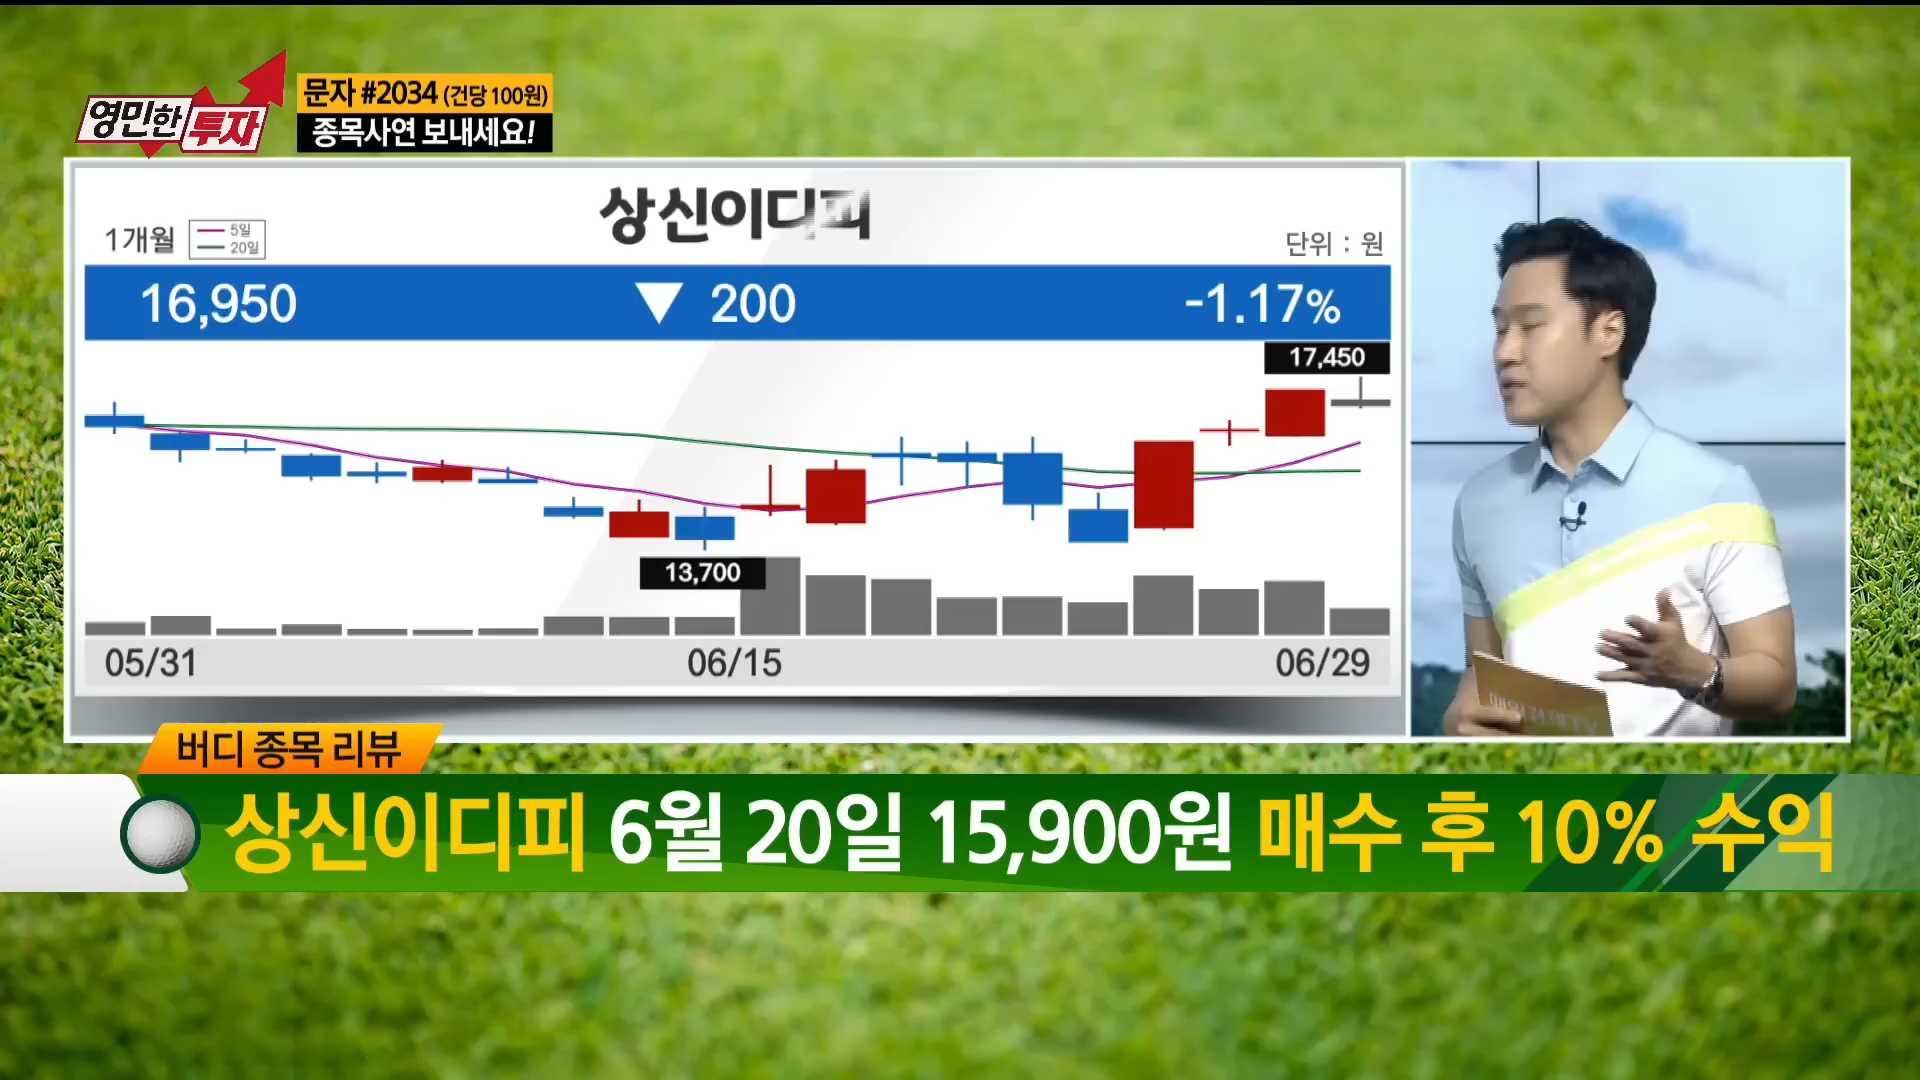 영민한 투자
문자 #2034 (건당 100원)
종목사연 보내세요!
상신이디피
1개월
5일
20일
단위 : 원
16,950 ▼ 200 -1.17%
17,450
13,700
05/31 06/15 06/29
버디 종목 리뷰
상신이디피 6월 20일 15,900원 매수 후 10% 수익